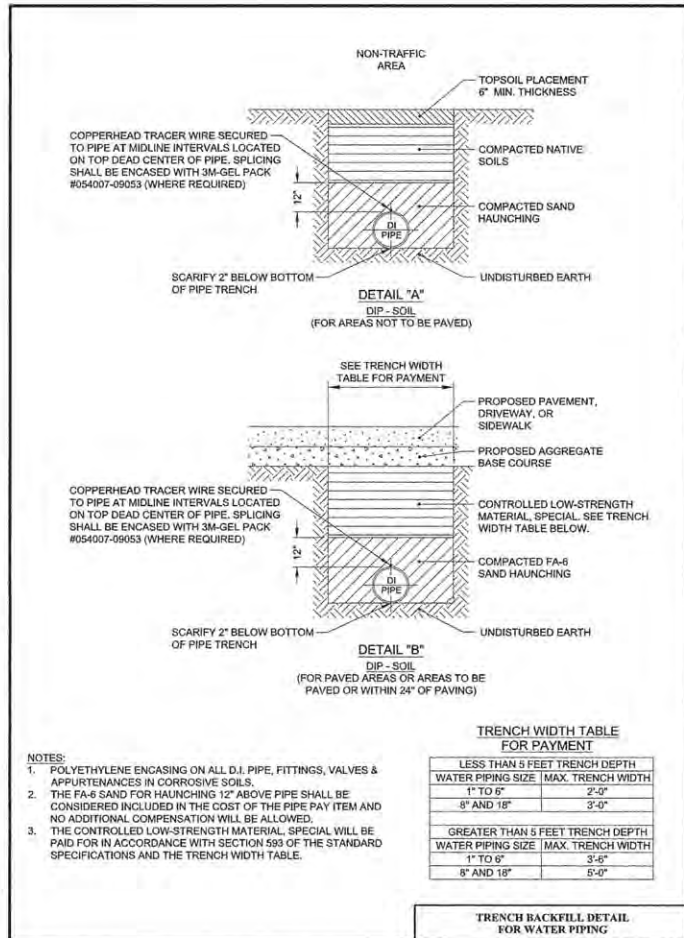 NON-TRAFFIC
AREA
TOPSOIL PLACEMENT
6" MIN. THICKNESS
COPPERHEAD TRACER WIRE SECURED
TO PIPE AT MIDLINE INTERVALS LOCATED
ON TOP DEAD CENTER OF PIPE. SPLICING
SHALL BE ENCASED WITH 3M-GEL PACK
#054007-09053 (WHERE REQUIRED)
COMPACTED NATIVE
SOILS
12"
COMPACTED SAND
HAUNCHING
DI
PIPE
SCARIFY 2" BELOW BOTTOM
OF PIPE TRENCH
UNDISTURBED EARTH
DETAIL "A"
DIP - SOIL
(FOR AREAS NOT TO BE PAVED)
SEE TRENCH WIDTH
TABLE FOR PAYMENT
PROPOSED PAVEMENT,
DRIVEWAY, OR
SIDEWALK
PROPOSED AGGREGATE
BASE COURSE
COPPERHEAD TRACER WIRE SECURED
TO PIPE AT MIDLINE INTERVALS LOCATED
ON TOP DEAD CENTER OF PIPE. SPLICING
SHALL BE ENCASED WITH 3M-GEL PACK
#054007-09053 (WHERE REQUIRED)
CONTROLLED LOW-STRENGTH
MATERIAL, SPECIAL. SEE TRENCH
WIDTH TABLE BELOW.
12"
COMPACTED FA-6
SAND HAUNCHING
DI
PIPE
SCARIFY 2" BELOW BOTTOM
OF PIPE TRENCH
UNDISTURBED EARTH
DETAIL "B"
DIP - SOIL
(FOR PAVED AREAS OR AREAS TO BE
PAVED OR WITHIN 24" OF PAVING)
NOTES:
1. POLYETHYLENE ENCASING ON ALL D.I. PIPE, FITTINGS, VALVES &
APPURTENANCES IN CORROSIVE SOILS.
2. THE FA-6 SAND FOR HAUNCHING 12" ABOVE PIPE SHALL BE
CONSIDERED INCLUDED IN THE COST OF THE PIPE PAY ITEM AND
NO ADDITIONAL COMPENSATION WILL BE ALLOWED.
3. THE CONTROLLED LOW-STRENGTH MATERIAL, SPECIAL WILL BE
PAID FOR IN ACCORDANCE WITH SECTION 593 OF THE STANDARD
SPECIFICATIONS AND THE TRENCH WIDTH TABLE.
TRENCH WIDTH TABLE
FOR PAYMENT
LESS THAN 5 FEET TRENCH DEPTH
WATER PIPING SIZE MAX. TRENCH WIDTH
1" TO 6" 2'-0"
8" AND 18" 3'-0"
GREATER THAN 5 FEET TRENCH DEPTH
WATER PIPING SIZE MAX. TRENCH WIDTH
1" TO 6" 3'-6"
8" AND 18" 5'-0"
TRENCH BACKFILL DETAIL
FOR WATER PIPING